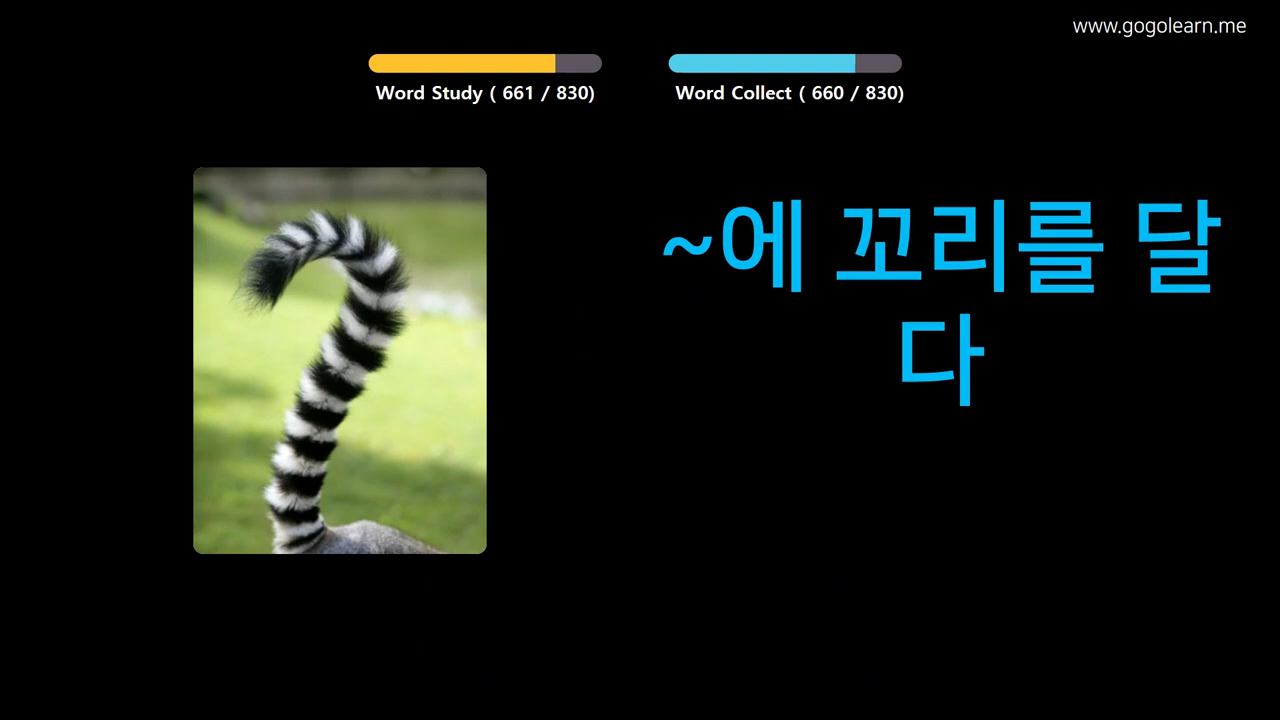 www.gogolearn.me
Word Study ( 661 / 830)
Word Collect ( 660 / 830)
~에 꼬리를 달
다